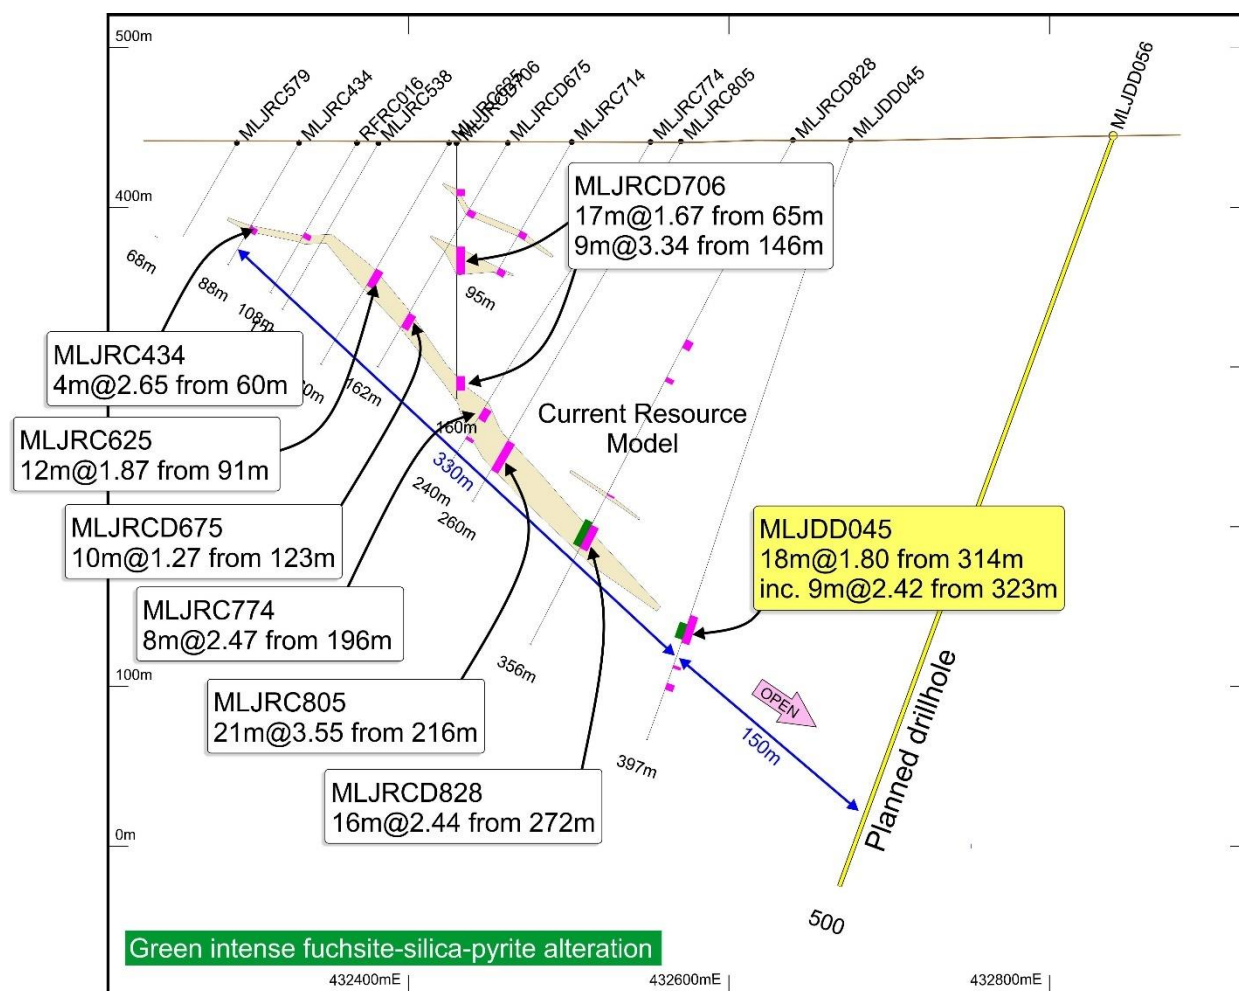 500m
MLJRC579
MLJRC434
RFRC016
MLJRC538
MLJRC625
MLJRCD706
MLJRCD675
MLJRC714
MLJRC774
MLJRC805
MLJRCD828
MLJDD045
MLJDD056
400m
MLJRCD706
17m@1.67 from 65m
9m@3.34 from 146m
68m
88m
108m
95m
162m
MLJRC434
4m@2.65 from 60m
MLJRC625
12m@1.87 from 91m
MLJRCD675
10m@1.27 from 123m
MLJRC774
8m@2.47 from 196m
MLJRC805
21m@3.55 from 216m
MLJRCD828
16m@2.44 from 272m
160m
330m
240m
260m
Current Resource
Model
MLJDD045
18m@1.80 from 314m
inc. 9m@2.42 from 323m
356m
100m
OPEN
150m
397m
Planned drillhole
0m
500
Green intense fuchsite-silica-pyrite alteration
432400mE
432600mE
432800mE